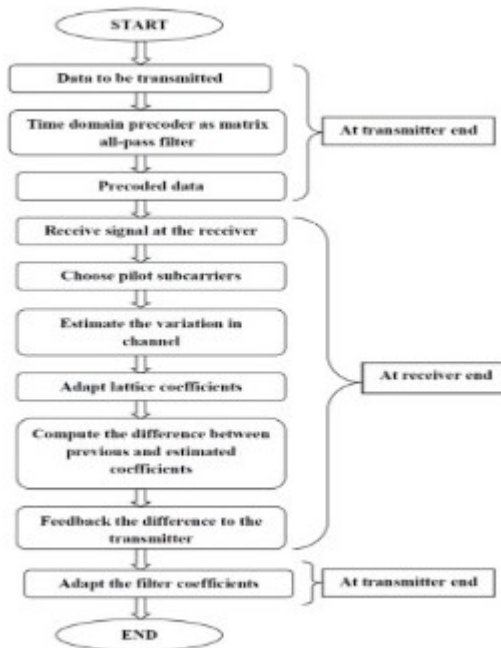 START
Data to be transmitted
Time domain precoder as matrix
all-pass filter
At transmitter end
Precoded data
Receive signal at the receiver
Choose pilot subcarriers
Estimate the variation in
channel
At receiver end
Adapt lattice coefficients
Compute the difference between
previous and estimated
coefficients
Feedback the difference to the
transmitter
Adapt the filter coefficients
At transmitter end
END